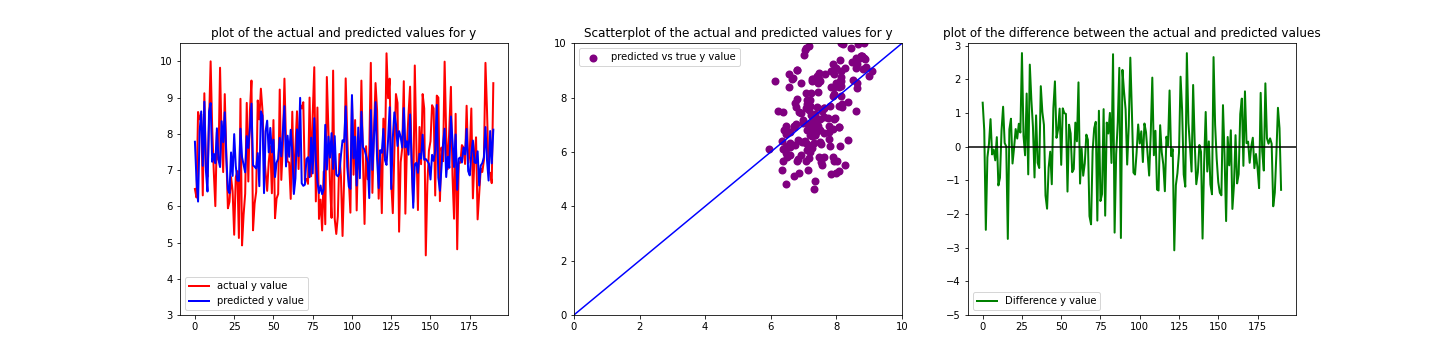 plot of the actual and predicted values for y
10
9
8
7
6
5
4
3
0 25 50 75 100 125 150 175
actual y value
predicted y value
Scatterplot of the actual and predicted values for y
10
8
6
4
2
0
0 2 4 6 8 10
predicted vs true y value
plot of the difference between the actual and predicted values
3
2
1
0
−1
−2
−3
−4
−5
0 25 50 75 100 125 150 175
Difference y value